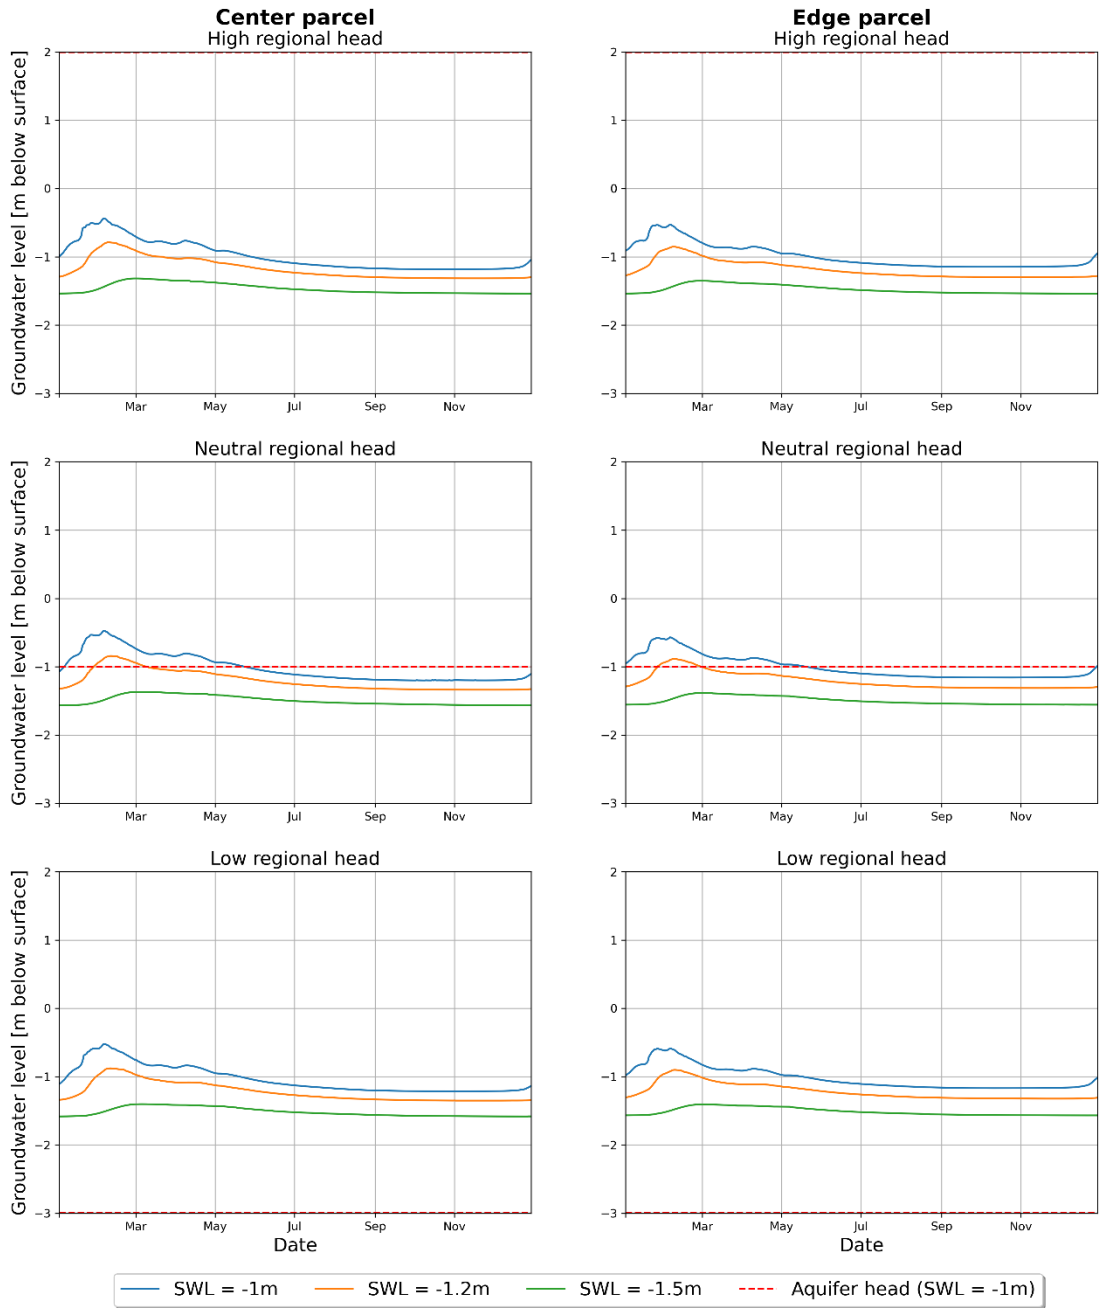 Center parcel
High regional head
Edge parcel
High regional head
Groundwater level [m below surface]
2
1
0
−1
−2
−3
Mar May Jul Sep Nov
2
1
0
−1
−2
−3
Mar May Jul Sep Nov
Neutral regional head
Neutral regional head
Groundwater level [m below surface]
2
1
0
−1
−2
−3
Mar May Jul Sep Nov
2
1
0
−1
−2
−3
Mar May Jul Sep Nov
Low regional head
Low regional head
Groundwater level [m below surface]
2
1
0
−1
−2
−3
Mar May Jul Sep Nov
Date
2
1
0
−1
−2
−3
Mar May Jul Sep Nov
Date
SWL = -1m SWL = -1.2m SWL = -1.5m Aquifer head (SWL = -1m)